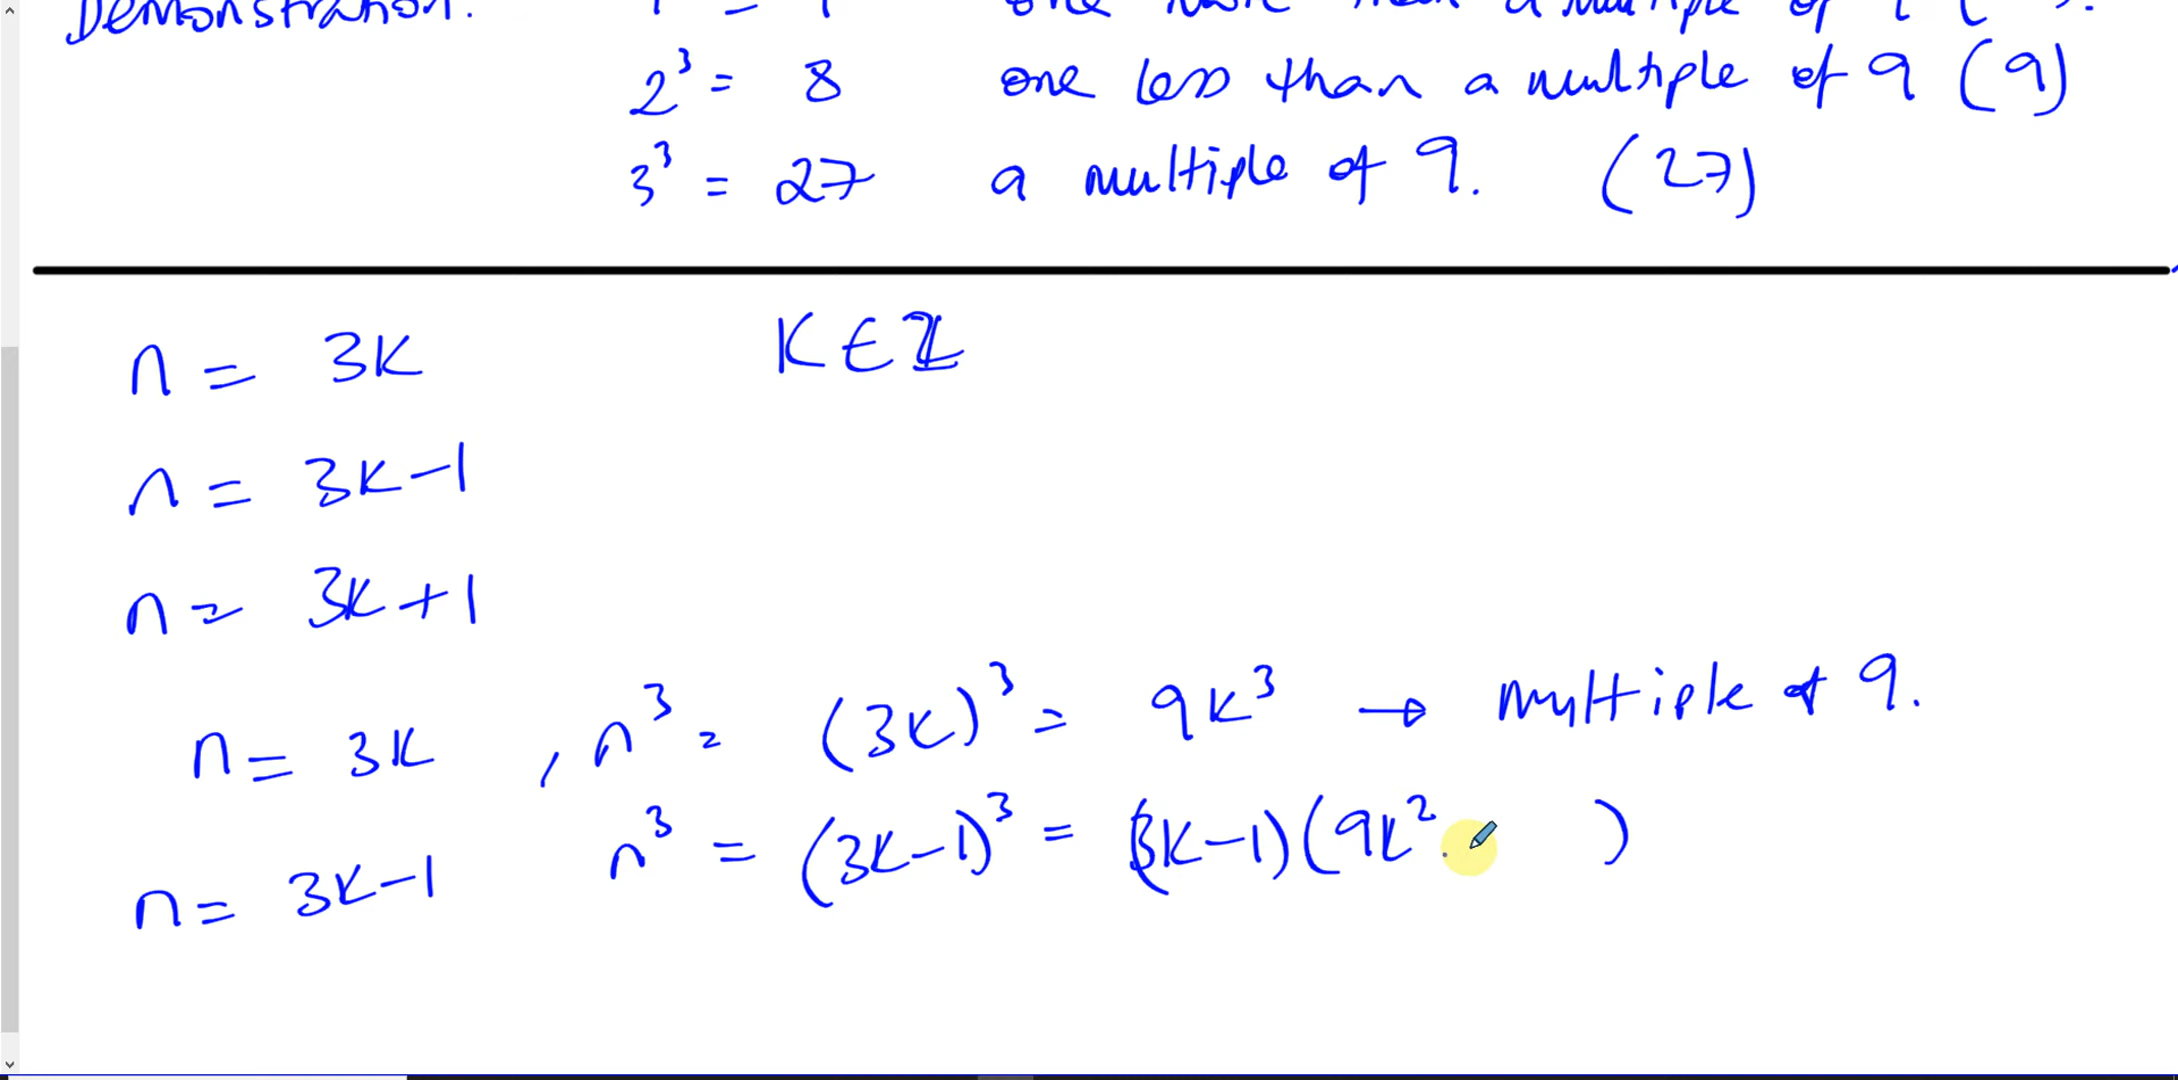 Demonstration:
2³ = 8 one less than a multiple of 9 (9)
3³ = 27 a multiple of 9. (27)
n = 3k k ∈ ℤ
n = 3k-1
n = 3k+1
n = 3k , n³ = (3k)³ = 9k³ → multiple of 9.
n = 3k-1 n³ = (3k-1)³ = (3k-1)(9k² )